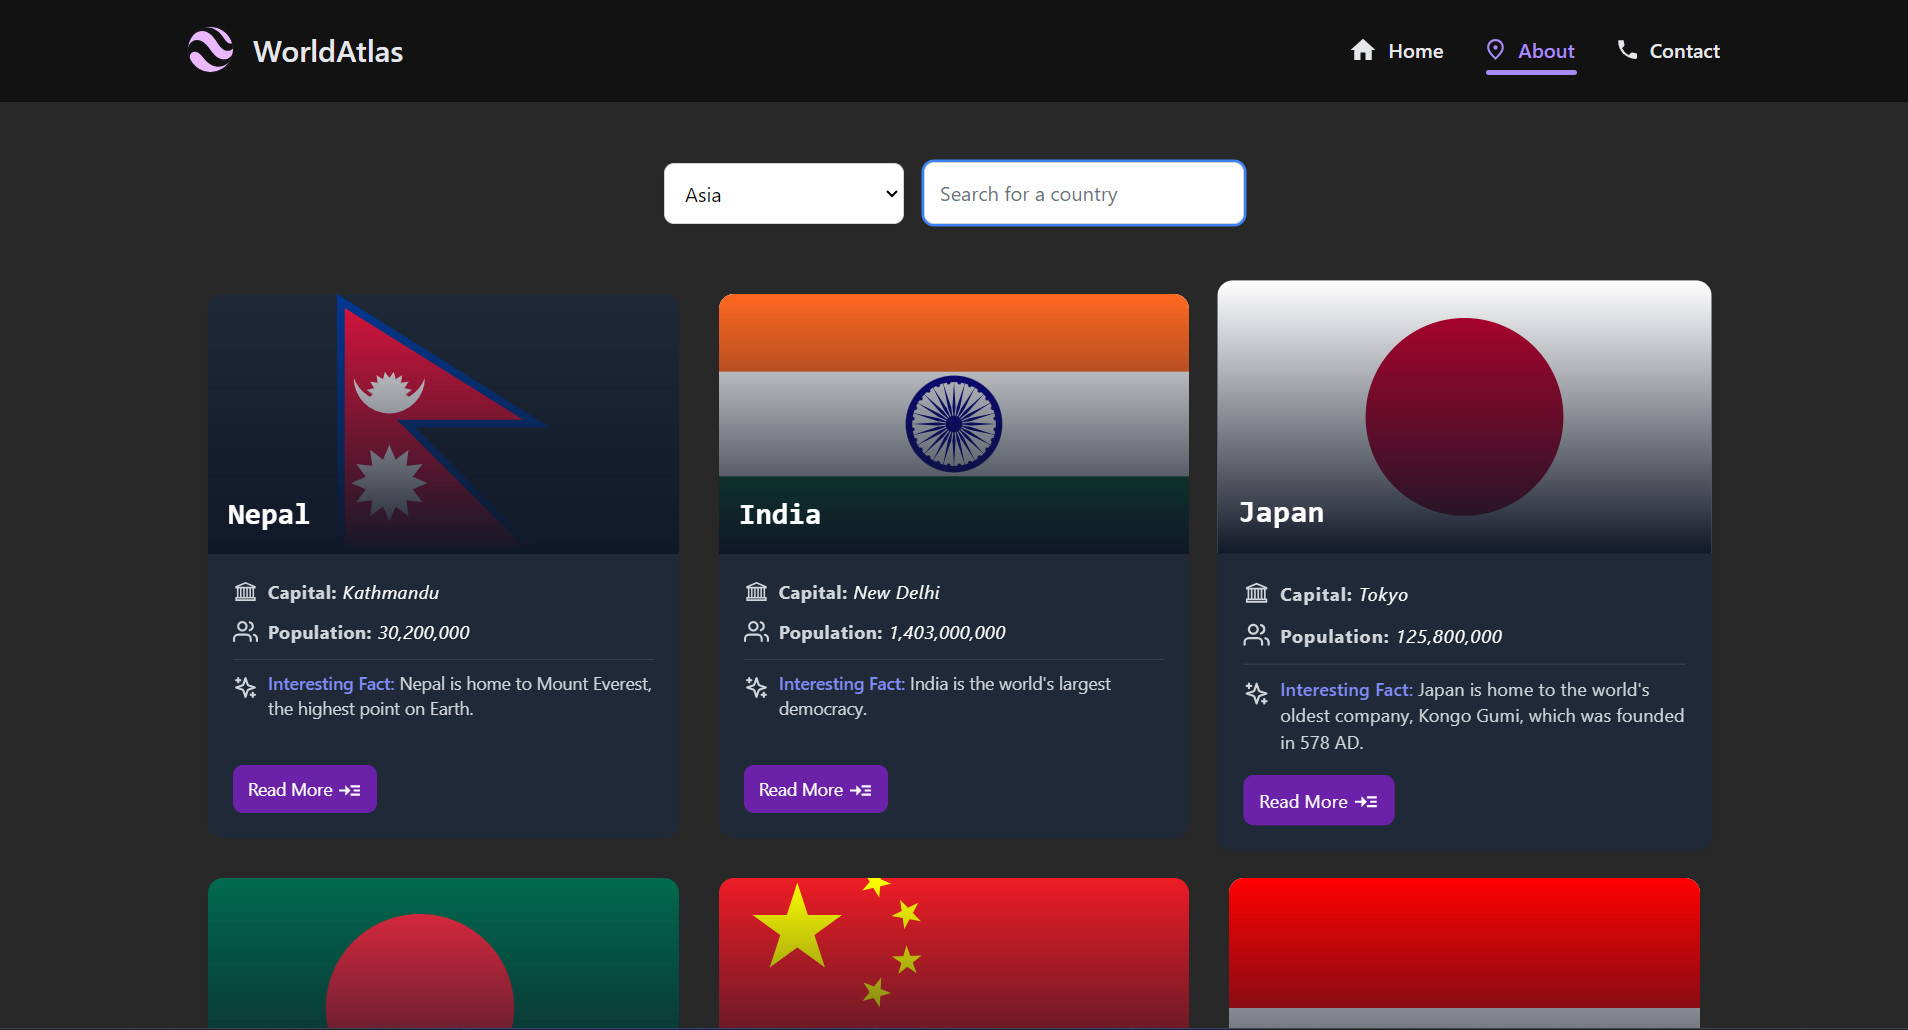 WorldAtlas
Home
About
Contact
Asia
Search for a country
Nepal
Capital: Kathmandu
Population: 30,200,000
Interesting Fact: Nepal is home to Mount Everest,
the highest point on Earth.
Read More
India
Capital: New Delhi
Population: 1,403,000,000
Interesting Fact: India is the world's largest
democracy.
Read More
Japan
Capital: Tokyo
Population: 125,800,000
Interesting Fact: Japan is home to the world's
oldest company, Kongo Gumi, which was founded
in 578 AD.
Read More